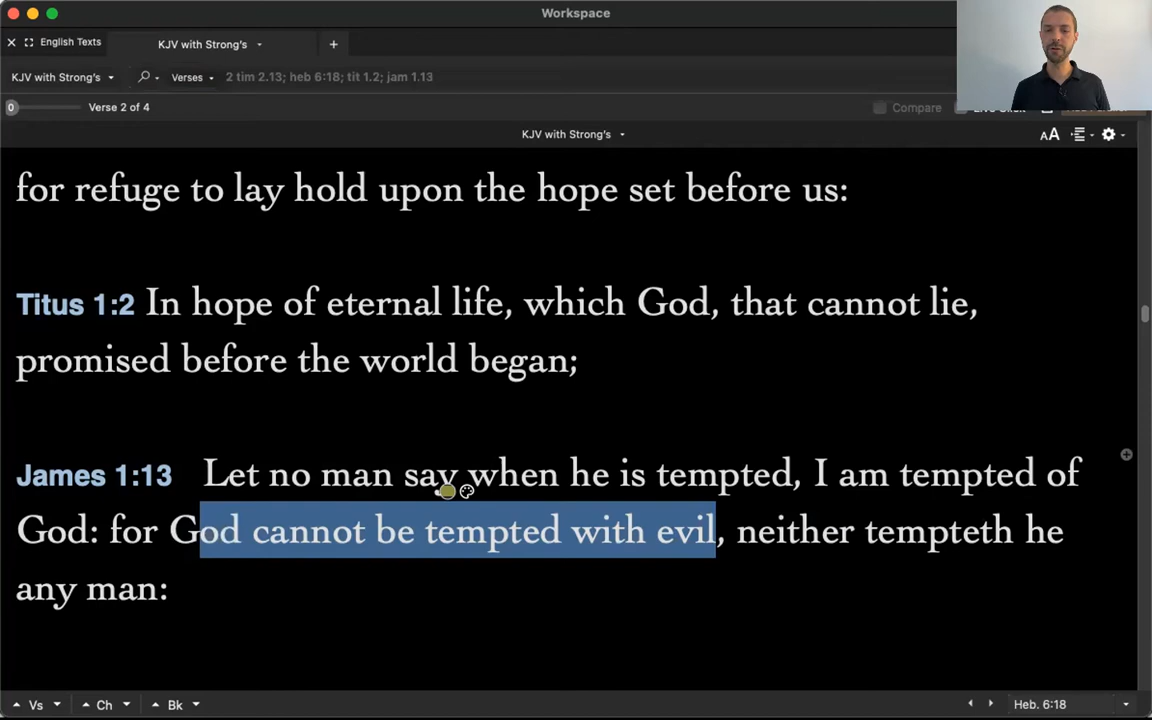 Workspace
English Texts
KJV with Strong's
+
KJV with Strong's
Verses
2 tim 2.13; heb 6:18; tit 1.2; jam 1.13
0
Verse 2 of 4
Compare
KJV with Strong's
AA
for refuge to lay hold upon the hope set before us:
Titus 1:2 In hope of eternal life, which God, that cannot lie,
promised before the world began;
James 1:13 Let no man say when he is tempted, I am tempted of
God: for God cannot be tempted with evil, neither tempteth he
any man:
Vs
Ch
Bk
Heb. 6:18